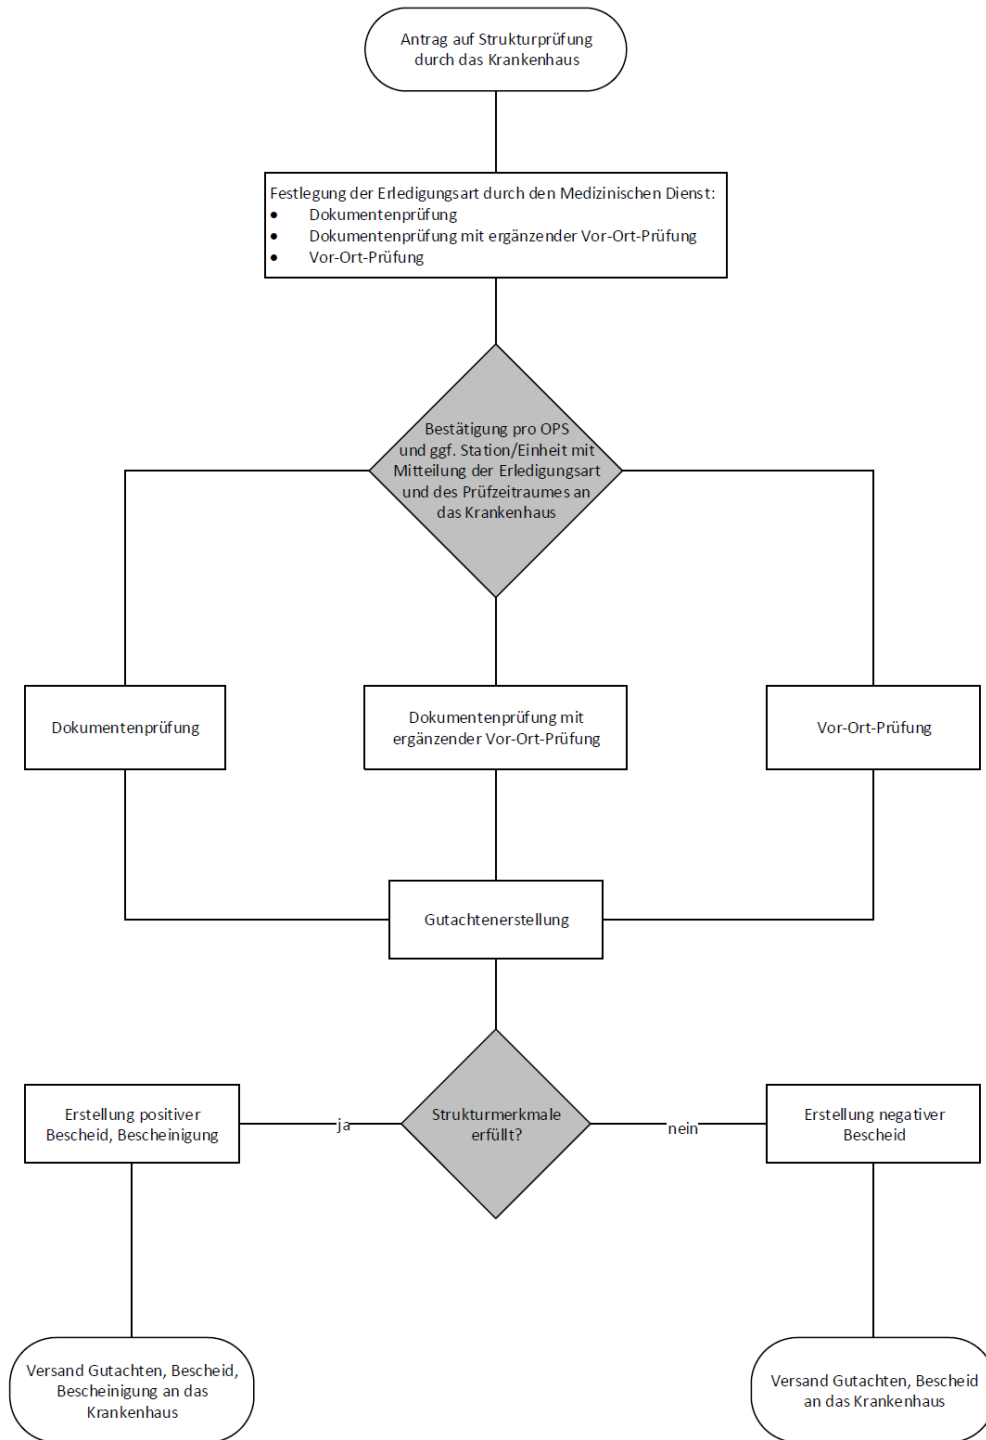 Antrag auf Strukturprüfung
durch das Krankenhaus
Festlegung der Erledigungsart durch den Medizinischen Dienst:
• Dokumentenprüfung
• Dokumentenprüfung mit ergänzender Vor-Ort-Prüfung
• Vor-Ort-Prüfung
Bestätigung pro OPS
und ggf. Station/Einheit mit
Mitteilung der Erledigungsart
und des Prüfzeitraumes an
das Krankenhaus
Dokumentenprüfung
Dokumentenprüfung mit
ergänzender Vor-Ort-Prüfung
Vor-Ort-Prüfung
Gutachtenerstellung
Strukturmerkmale
erfüllt?
ja
nein
Erstellung positiver
Bescheid, Bescheinigung
Erstellung negativer
Bescheid
Versand Gutachten, Bescheid,
Bescheinigung an das
Krankenhaus
Versand Gutachten, Bescheid
an das Krankenhaus